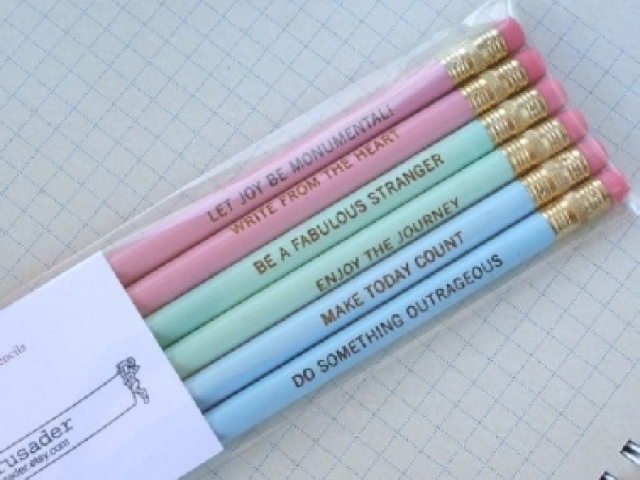 LET JOY BE MONUMENTAL!
WRITE FROM THE HEART
BE A FABULOUS STRANGER
ENJOY THE JOURNEY
MAKE TODAY COUNT
DO SOMETHING OUTRAGEOUS